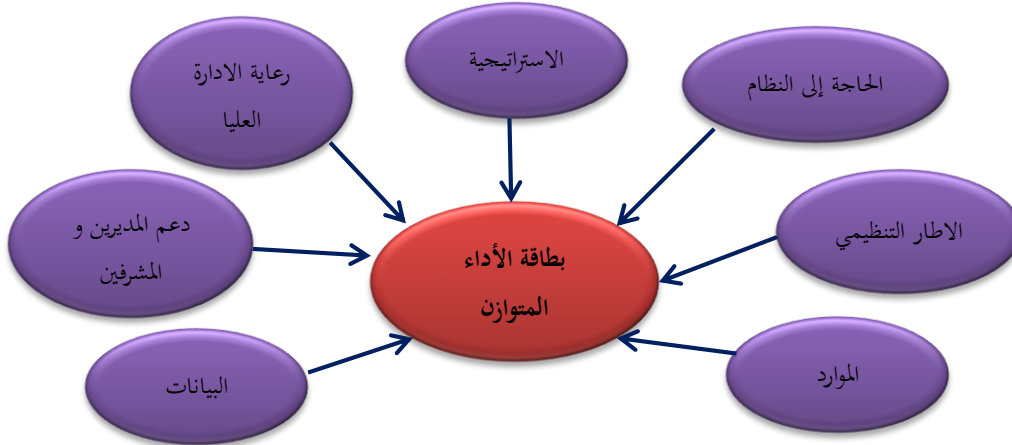 الحاجة إلى النظام
الاستراتيجية
رعاية الادارة
العليا
الاطار التنظيمي
دعم المديرين و
المشرفين
بطاقة الأداء
المتوازن
الموارد
البيانات